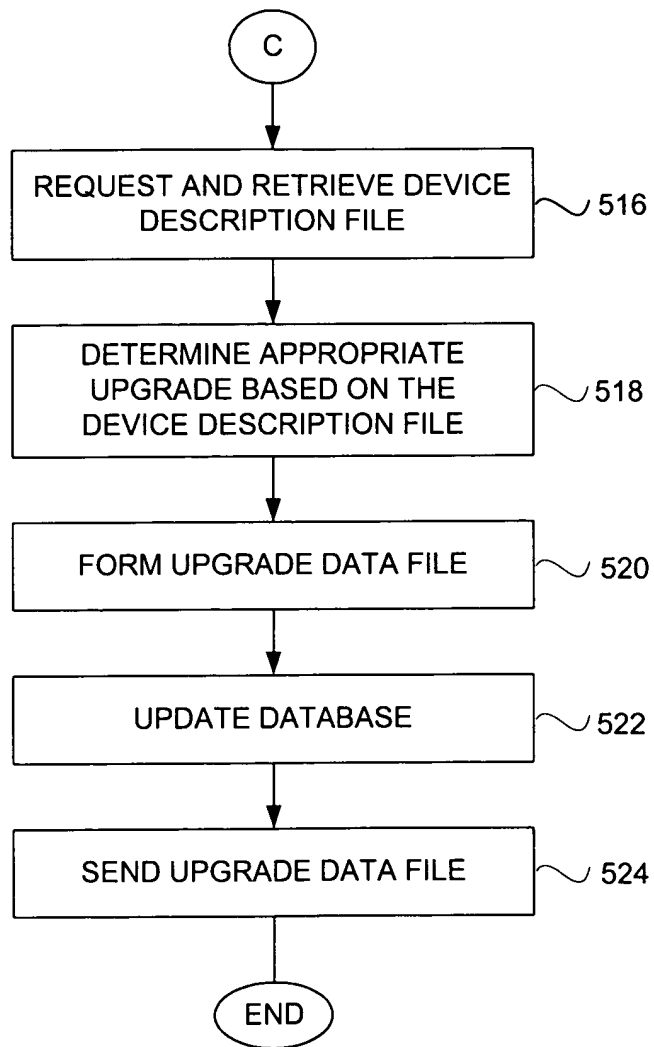 C
REQUEST AND RETRIEVE DEVICE
DESCRIPTION FILE
516
DETERMINE APPROPRIATE
UPGRADE BASED ON THE
DEVICE DESCRIPTION FILE
518
FORM UPGRADE DATA FILE
520
UPDATE DATABASE
522
SEND UPGRADE DATA FILE
524
END